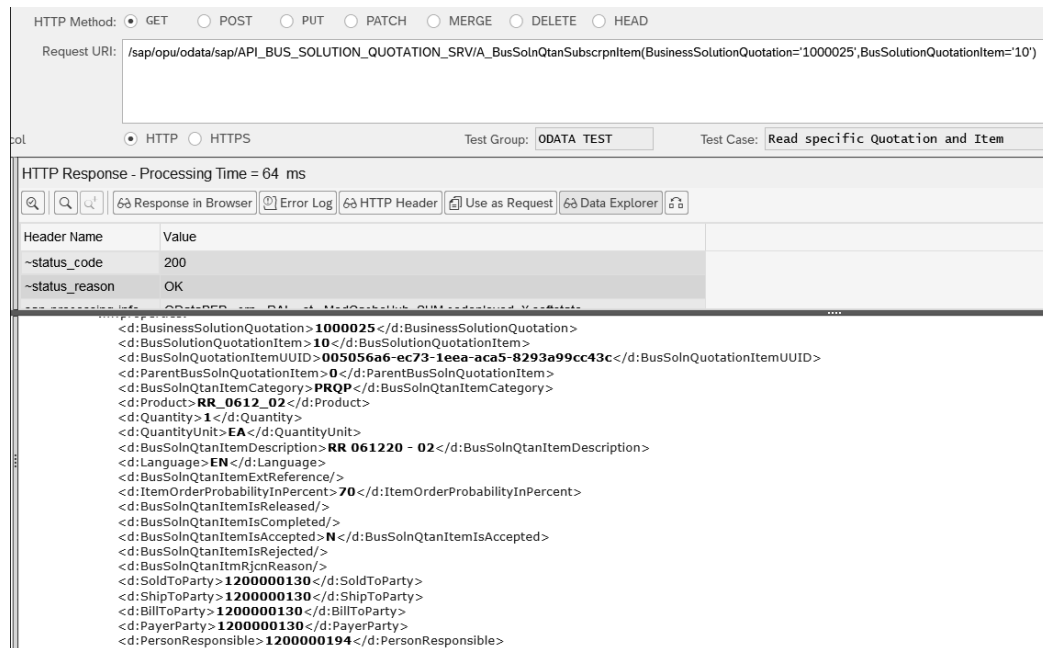 HTTP Method: GET POST PUT PATCH MERGE DELETE HEAD
Request URI: /sap/opu/odata/sap/API_BUS_SOLUTION_QUOTATION_SRV/A_BusSolnQtanSubscrpnItem(BusinessSolutionQuotation='1000025',BusSolutionQuotationItem='10')
col HTTP HTTPS Test Group: ODATA TEST Test Case: Read specific Quotation and Item
HTTP Response - Processing Time = 64 ms
Response in Browser Error Log HTTP Header Use as Request Data Explorer
Header Name Value
~status_code 200
~status_reason OK
<d:BusinessSolutionQuotation>1000025</d:BusinessSolutionQuotation>
<d:BusSolutionQuotationItem>10</d:BusSolutionQuotationItem>
<d:BusSolnQuotationItemUUID>005056a6-ec73-1eea-aca5-8293a99cc43c</d:BusSolnQuotationItemUUID>
<d:ParentBusSolnQuotationItem>0</d:ParentBusSolnQuotationItem>
<d:BusSolnQtanItemCategory>PRQP</d:BusSolnQtanItemCategory>
<d:Product>RR_0612_02</d:Product>
<d:Quantity>1</d:Quantity>
<d:QuantityUnit>EA</d:QuantityUnit>
<d:BusSolnQtanItemDescription>RR 061220 - 02</d:BusSolnQtanItemDescription>
<d:Language>EN</d:Language>
<d:BusSolnQtanItemExtReference/>
<d:ItemOrderProbabilityInPercent>70</d:ItemOrderProbabilityInPercent>
<d:BusSolnQtanItemIsReleased/>
<d:BusSolnQtanItemIsCompleted/>
<d:BusSolnQtanItemIsAccepted>N</d:BusSolnQtanItemIsAccepted>
<d:BusSolnQtanItemIsRejected/>
<d:BusSolnQtanItmRjcnReason/>
<d:SoldToParty>1200000130</d:SoldToParty>
<d:ShipToParty>1200000130</d:ShipToParty>
<d:BillToParty>1200000130</d:BillToParty>
<d:PayerParty>1200000130</d:PayerParty>
<d:PersonResponsible>1200000194</d:PersonResponsible>